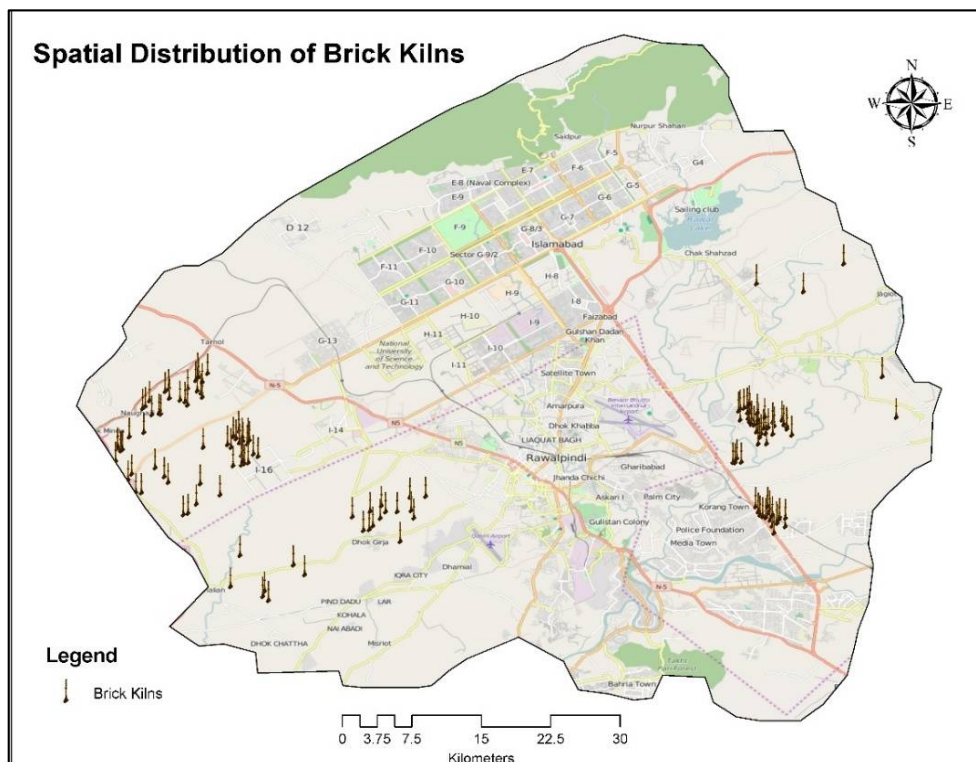 Spatial Distribution of Brick Kilns
N
W E
S
Nurpur Shahan
Saidpur
F-5
G4
E-7
F-6
E-8 (Naval Complex)
E-9
G-5
G-6
Sailing club
Rawal
Lake
F-9
G-7
D 12
G-8/3
Islamabad
F-10
Sector G-9/2
Chak Shahzad
F-11
G-10
H-8
G-11
H-9
I-8
Faizabad
H-10
I-9
Gulshan Dadan
Khan
H-11
G-13
National
University
of Science
and Technology
I-10
Tarnol
I-11
Satellite Town
N-5
Amarpura
Benazir Bhutto
International
Airport
I-14
N5
Dhok Khabba
N5
LIAQUAT BAGH
Rawalpindi
Gharibabad
I-16
Jhanda Chichi
Askari I
Palm City
Korang Town
Gulistan Colony
Police Foundation
Dhok Girja
Media Town
Dhamial
IQRA CITY
N-5
PIND DADU
LAR
KOHALA
NAI ABADI
DHOK CHATTHA
Misriot
Bahria Town
Legend
Brick Kilns
0 3.75 7.5 15 22.5 30
Kilometers